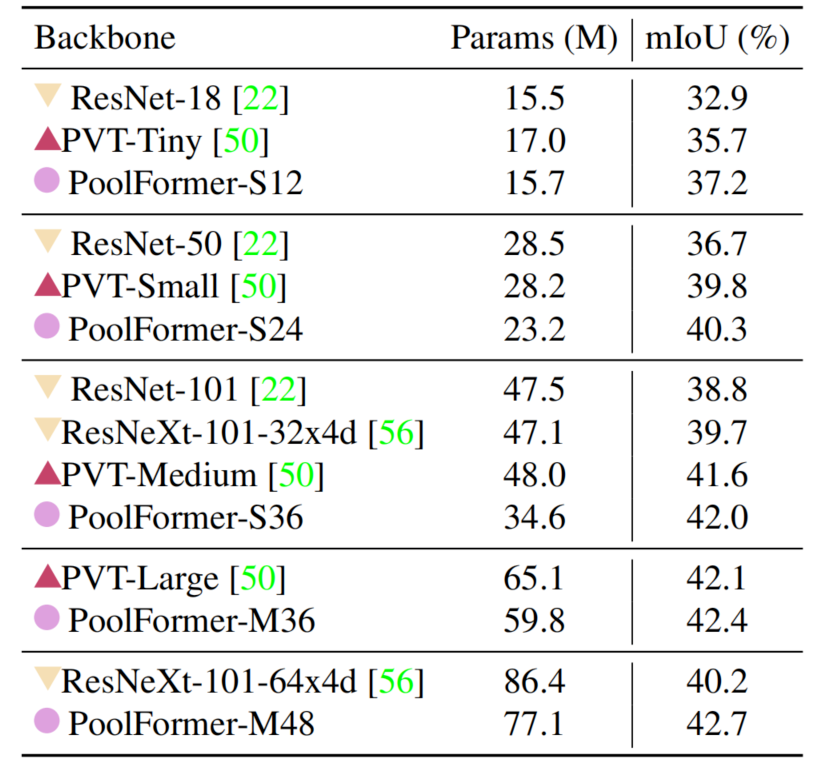 Backbone Params (M) mIoU (%)
ResNet-18 [22] 15.5 32.9
PVT-Tiny [50] 17.0 35.7
PoolFormer-S12 15.7 37.2
ResNet-50 [22] 28.5 36.7
PVT-Small [50] 28.2 39.8
PoolFormer-S24 23.2 40.3
ResNet-101 [22] 47.5 38.8
ResNeXt-101-32x4d [56] 47.1 39.7
PVT-Medium [50] 48.0 41.6
PoolFormer-S36 34.6 42.0
PVT-Large [50] 65.1 42.1
PoolFormer-M36 59.8 42.4
ResNeXt-101-64x4d [56] 86.4 40.2
PoolFormer-M48 77.1 42.7